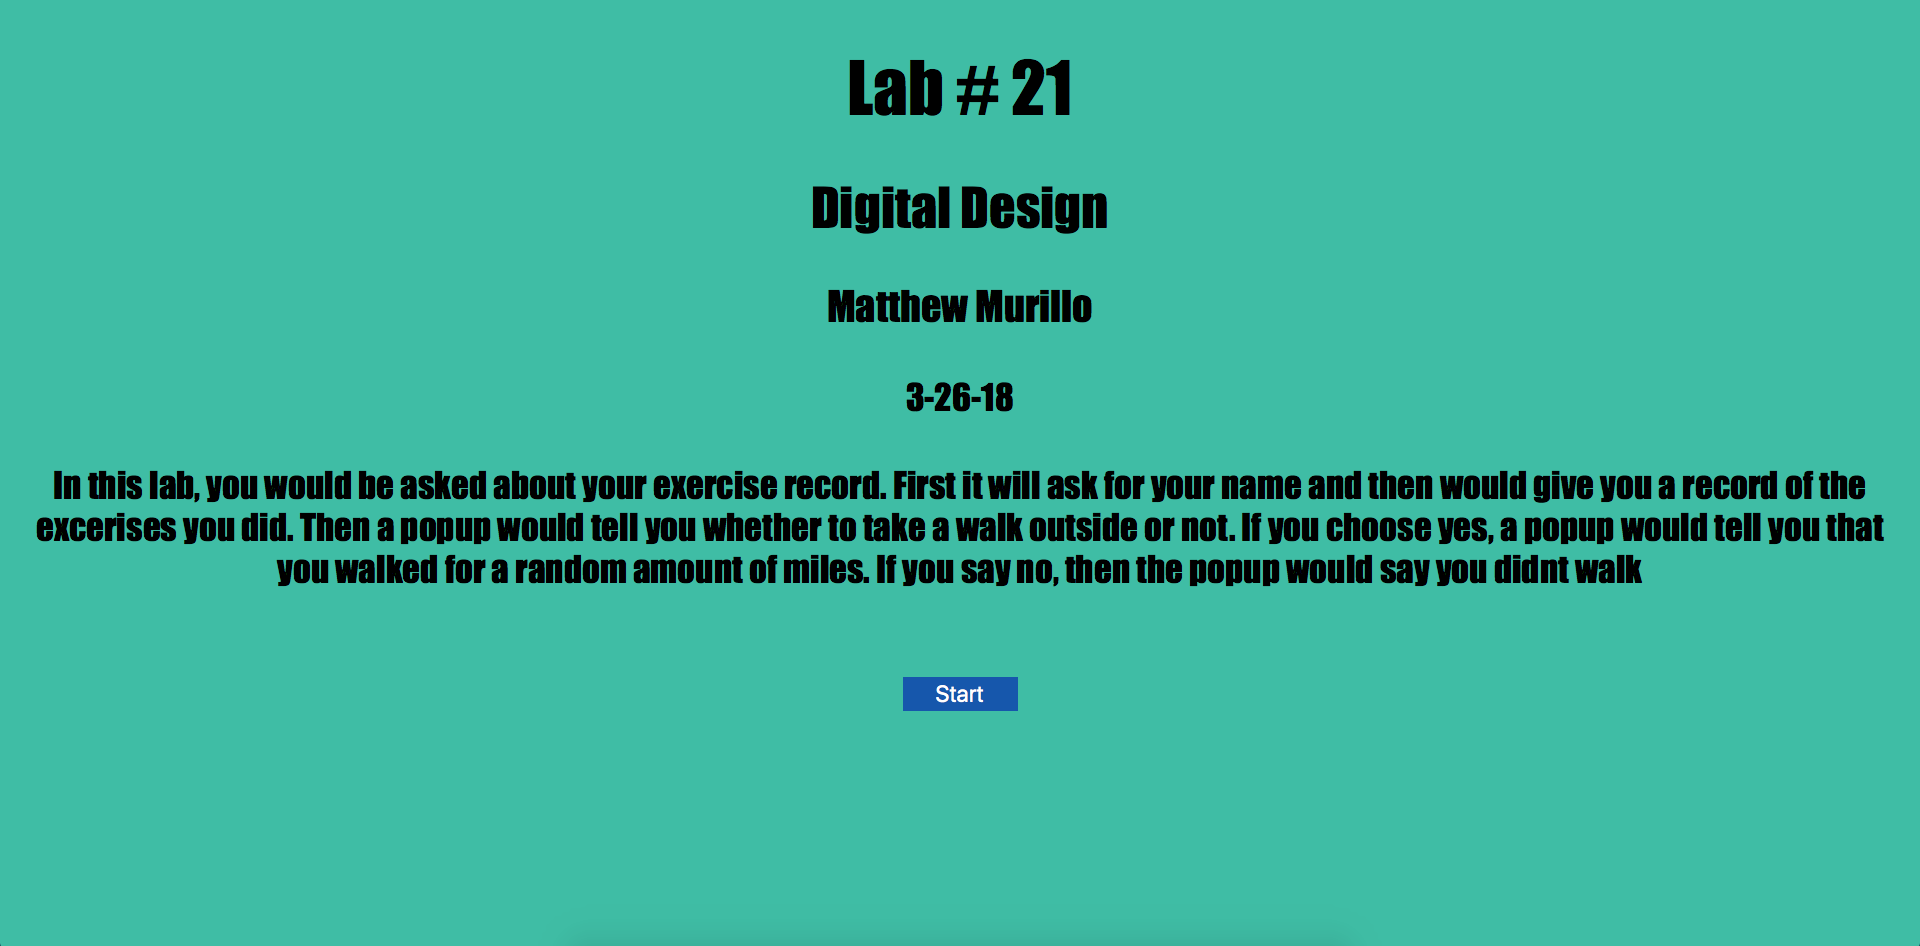 Lab # 21
Digital Design
Matthew Murillo
3-26-18
In this lab, you would be asked about your exercise record. First it will ask for your name and then would give you a record of the
excerises you did. Then a popup would tell you whether to take a walk outside or not. If you choose yes, a popup would tell you that
you walked for a random amount of miles. If you say no, then the popup would say you didnt walk
Start